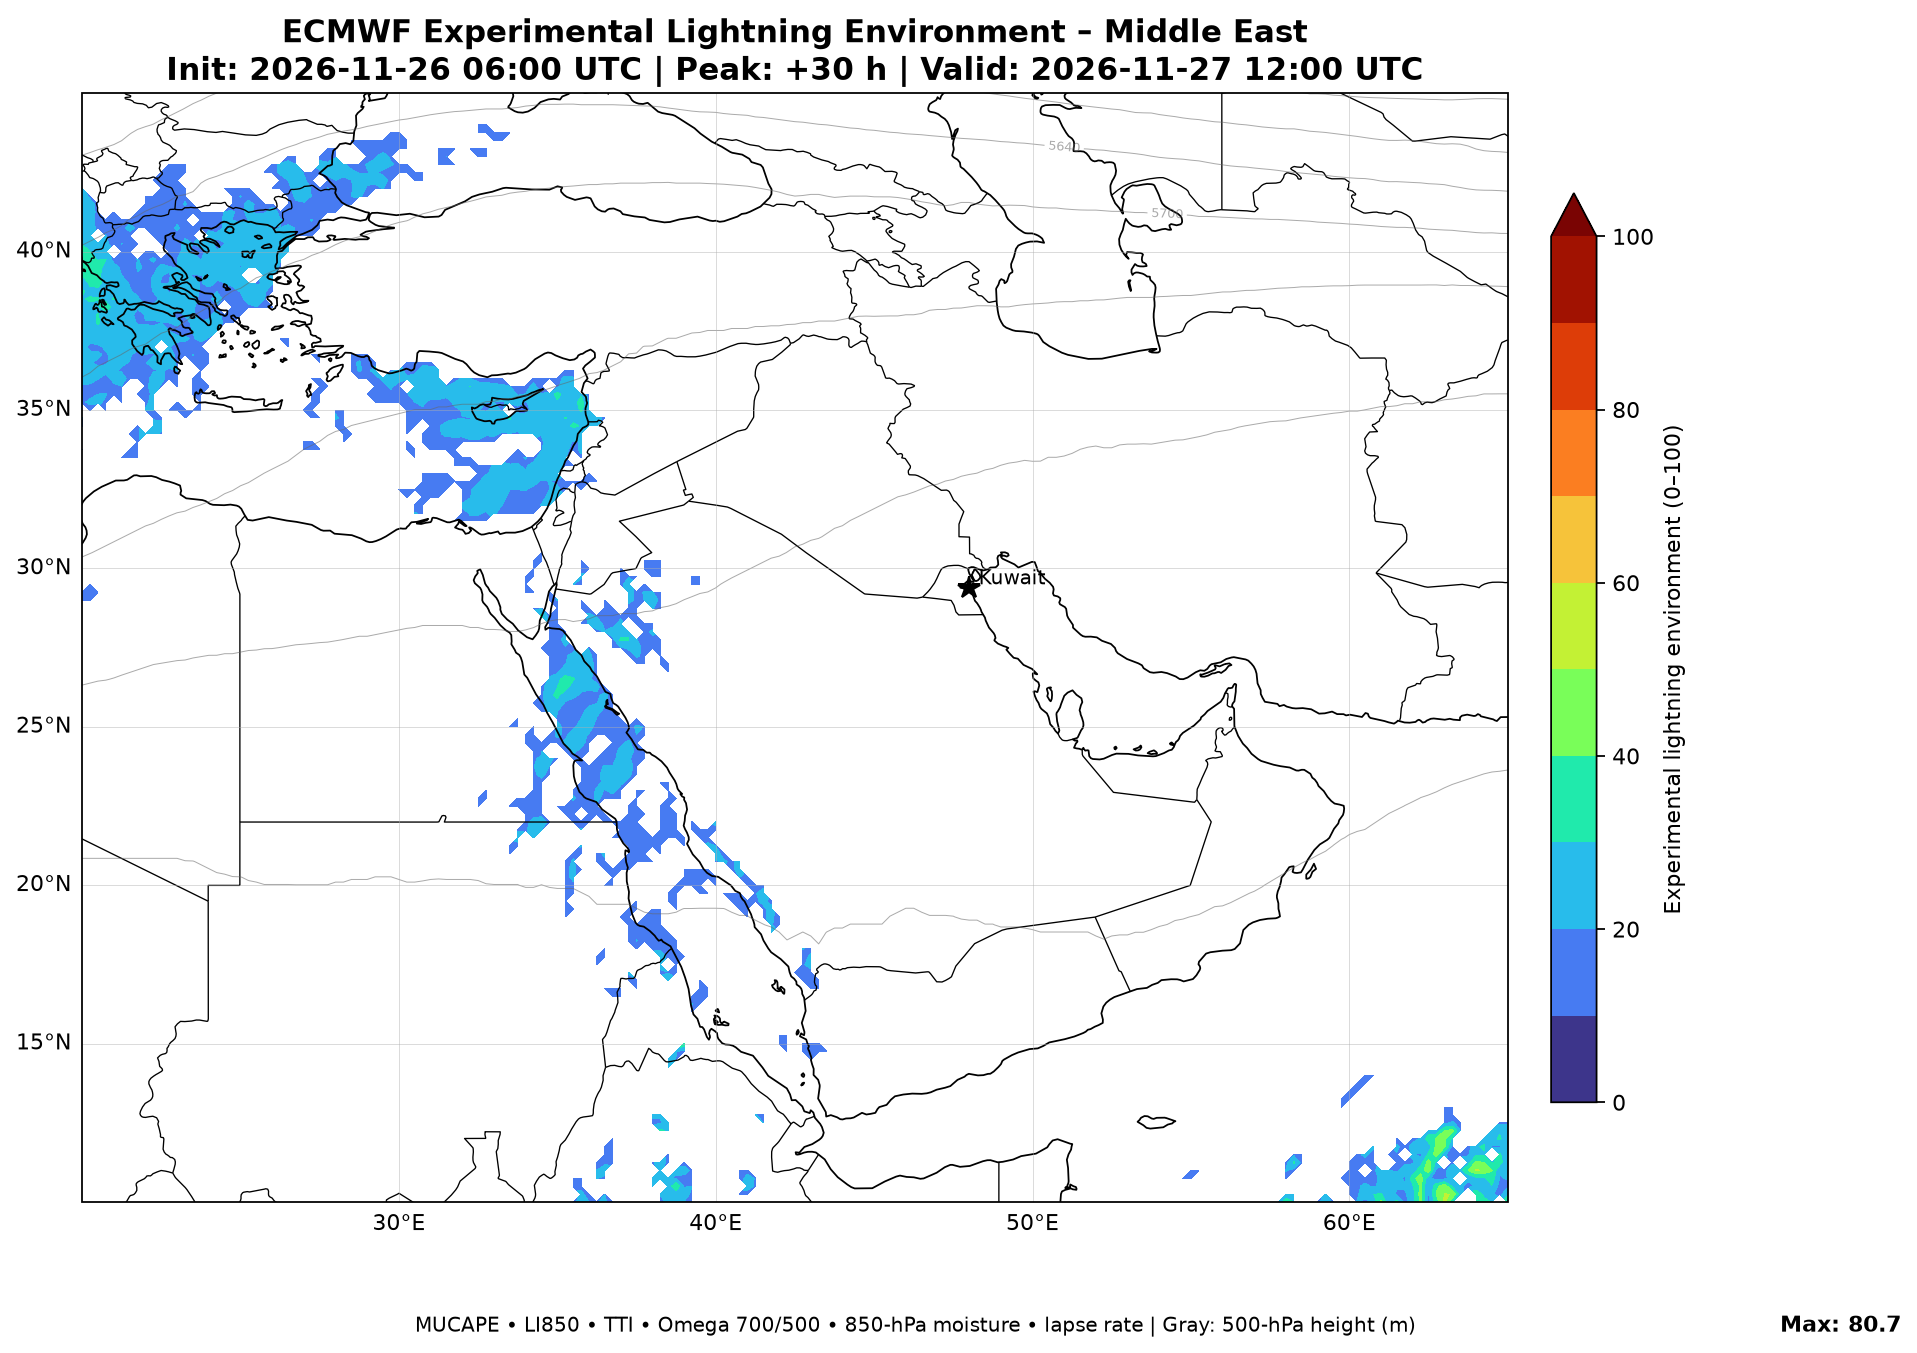 ECMWF Experimental Lightning Environment – Middle East
Init: 2026-11-26 06:00 UTC | Peak: +30 h | Valid: 2026-11-27 12:00 UTC
5640
5700
40°N
35°N
30°N
25°N
20°N
15°N
Kuwait
30°E
40°E
50°E
60°E
100
80
60
40
20
0
Experimental lightning environment (0–100)
MUCAPE • LI850 • TTI • Omega 700/500 • 850-hPa moisture • lapse rate | Gray: 500-hPa height (m)
Max: 80.7